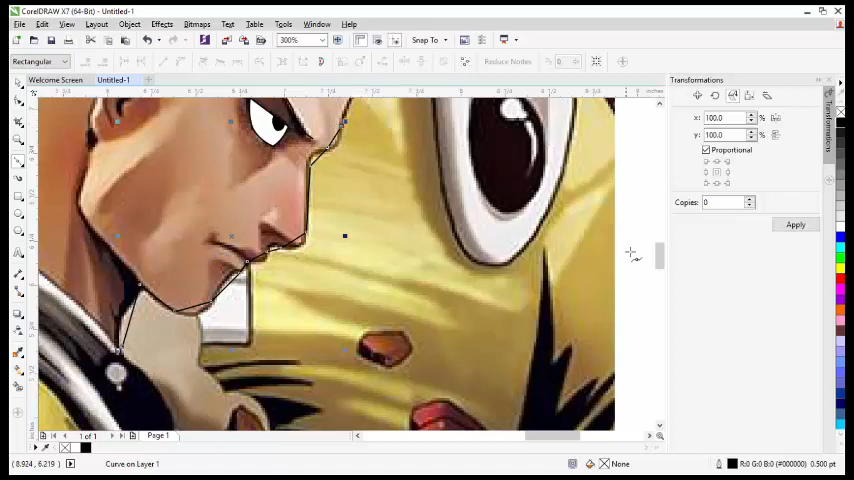 CorelDRAW X7 (64-Bit) - Untitled-1
File Edit View Layout Object Effects Bitmaps Text Table Tools Window Help
300% Snap To
Rectangular Reduce Nodes 0
Welcome Screen Untitled-1
inches
Transformations
x: 100.0 %
y: 100.0 %
Proportional
Copies: 0
Apply
Transformations
1 of 1 Page 1
(8.924, 6.219) Curve on Layer 1 None R:0 G:0 B:0 (#000000) 0.500 pt